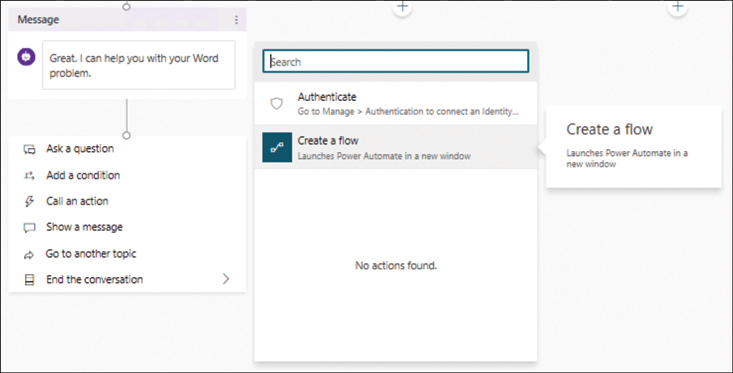 Message
Great. I can help you with your Word
problem.
Ask a question
Add a condition
Call an action
Show a message
Go to another topic
End the conversation
Search
Authenticate
Go to Manage > Authentication to connect an Identity...
Create a flow
Launches Power Automate in a new window
No actions found.
Create a flow
Launches Power Automate in a
new window